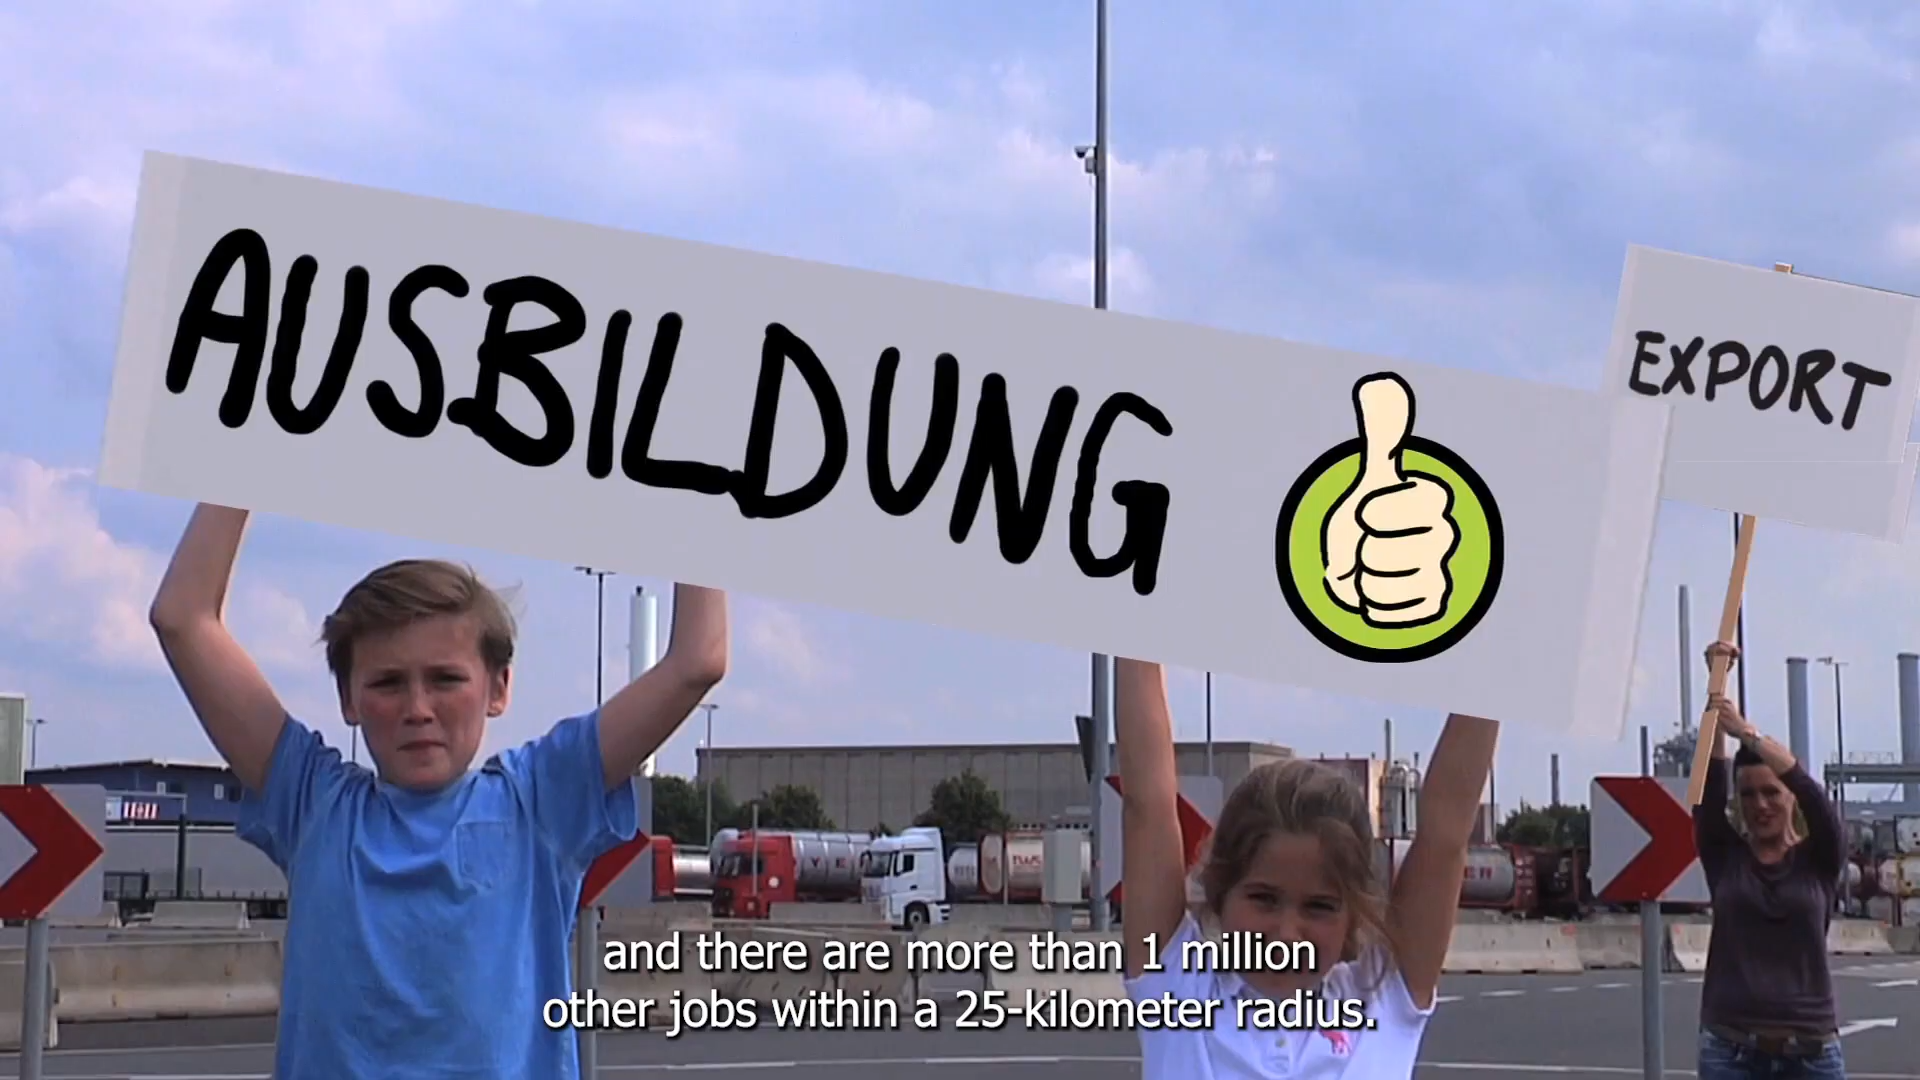 AUSBILDUNG
EXPORT
and there are more than 1 million
other jobs within a 25-kilometer radius.